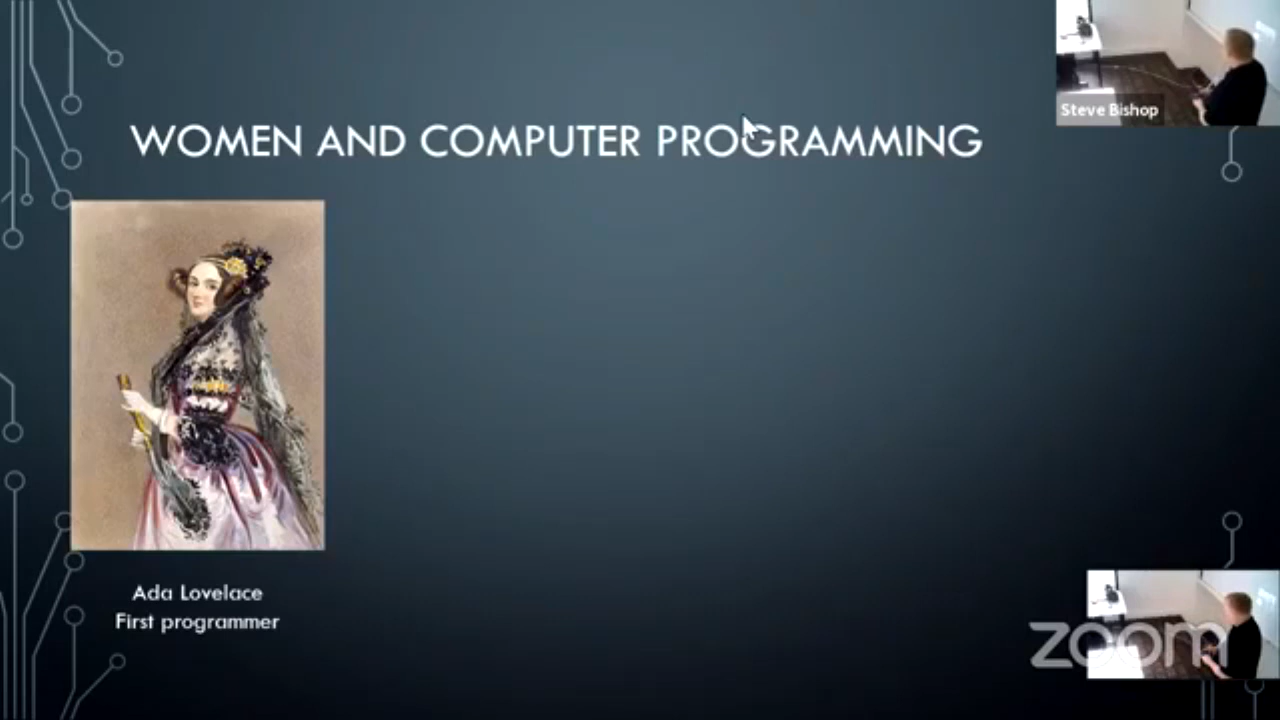 WOMEN AND COMPUTER PROGRAMMING
Steve Bishop
Ada Lovelace
First programmer
zoom